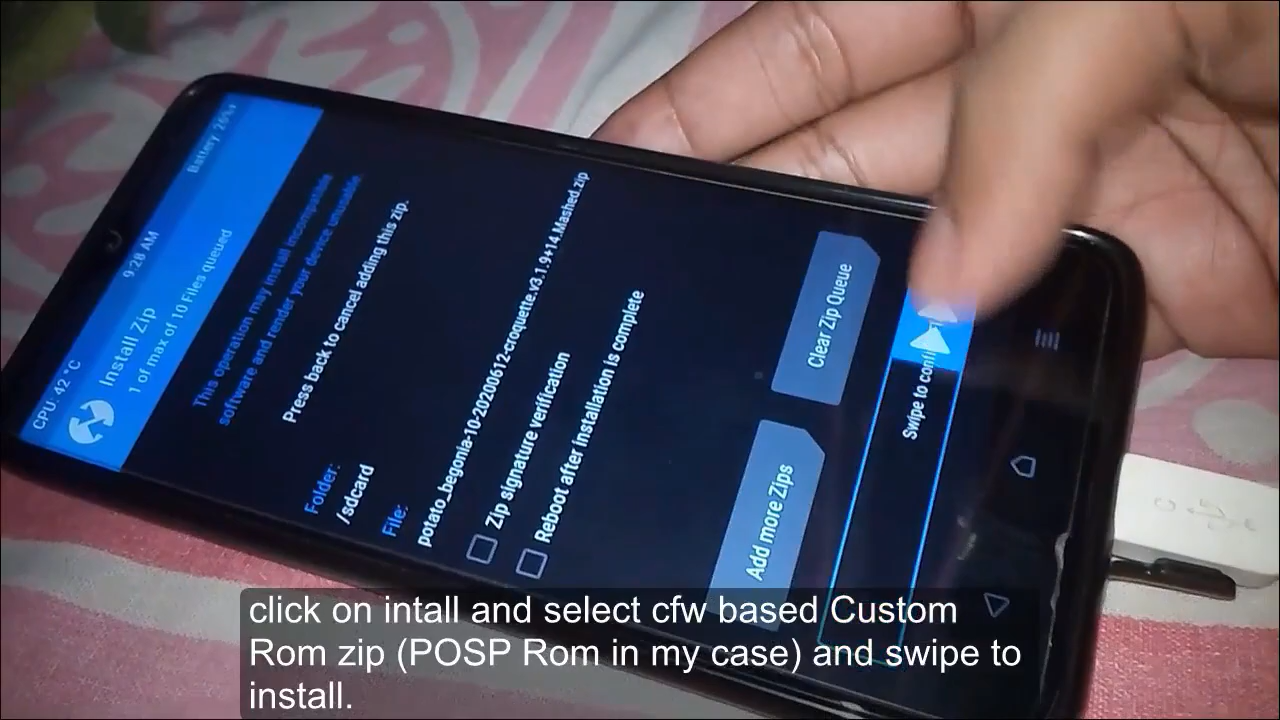 CPU: 42 °C
9:28 AM
Battery: 26%+
Install Zip
1 of max of 10 Files queued
This operation may install incompatible
software and render your device unusable.
Press back to cancel adding this zip.
Folder:
/sdcard
File:
potato_begonia-10-20200612-croquette.v3.1.9+14.Mashed.zip
Zip signature verification
Reboot after installation is complete
Add more Zips
Clear Zip Queue
Swipe to confi
click on intall and select cfw based Custom
Rom zip (POSP Rom in my case) and swipe to
install.